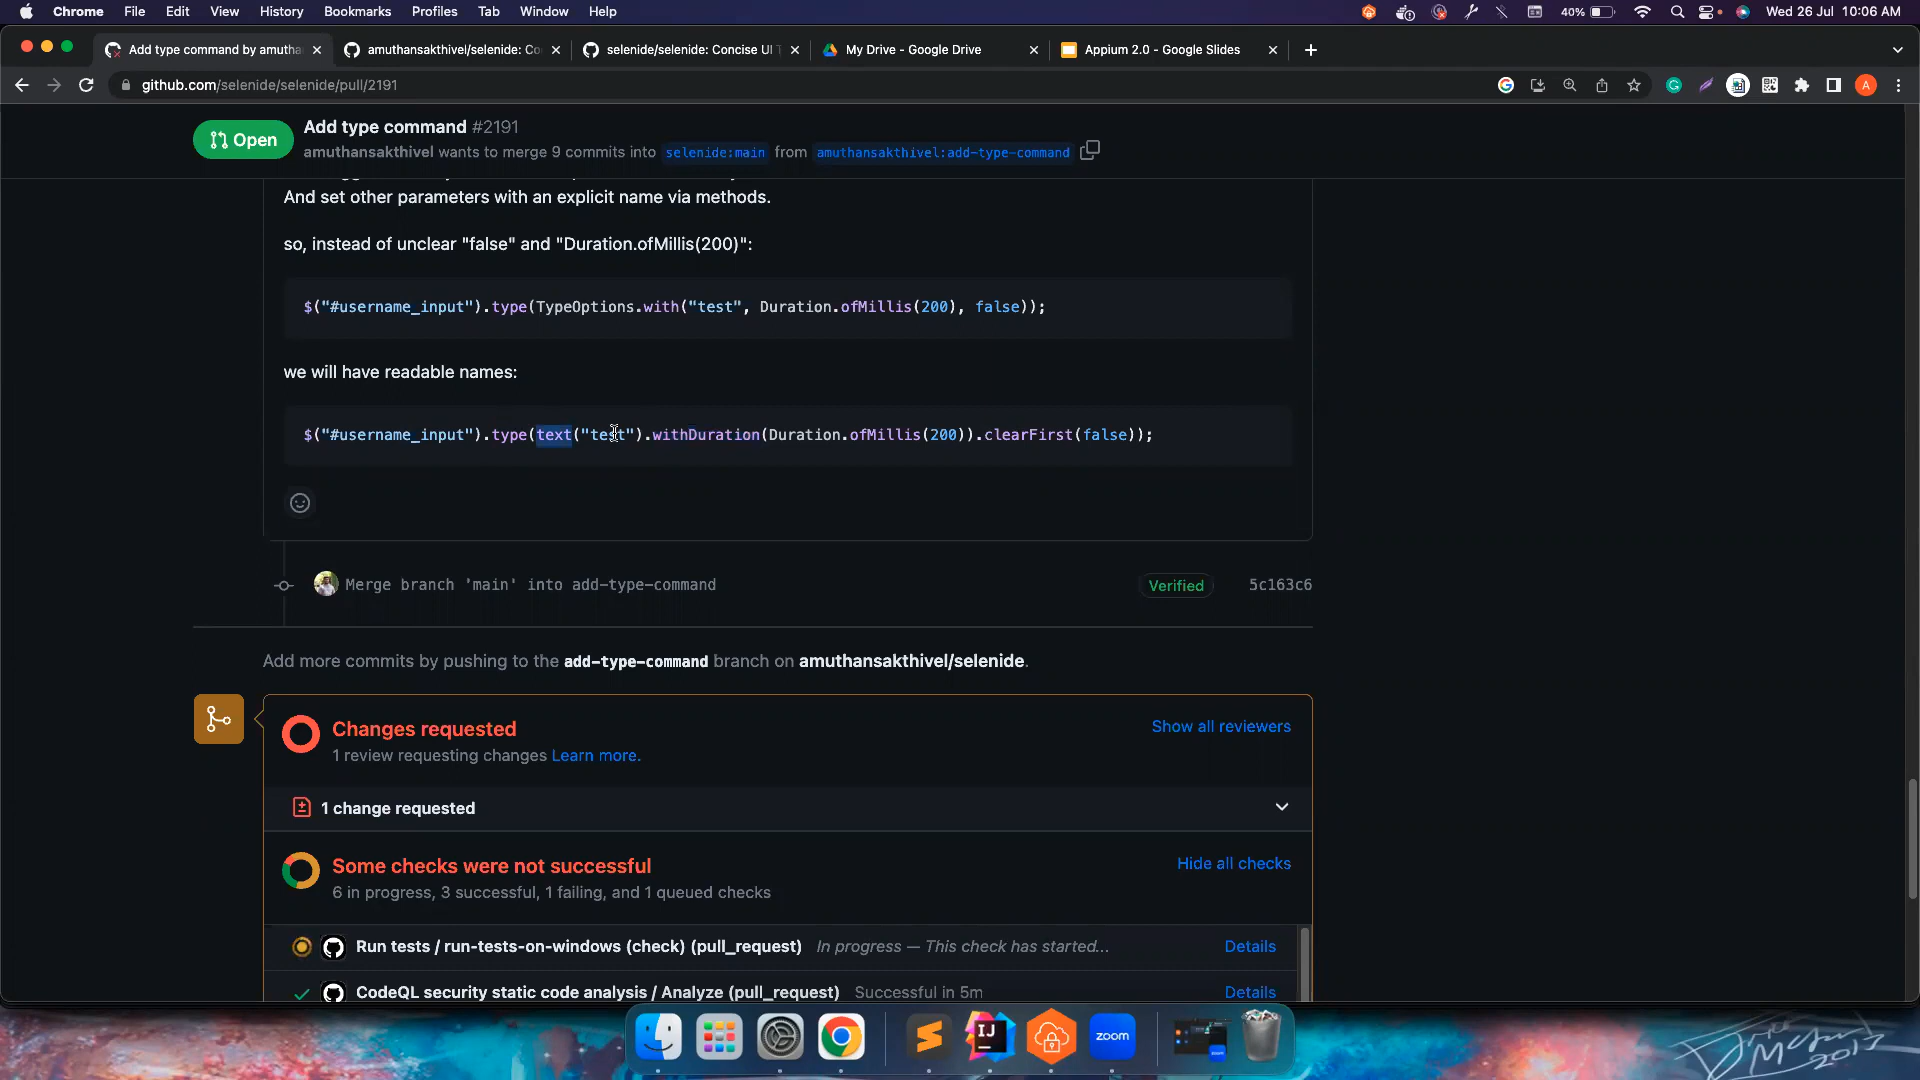 Chrome File Edit View History Bookmarks Profiles Tab Window Help 40% Wed 26 Jul 10:06 AM
Add type command by amutha
amuthansakthivel/selenide: Co
selenide/selenide: Concise UI T
My Drive - Google Drive
Appium 2.0 - Google Slides
github.com/selenide/selenide/pull/2191
A
Open
Add type command #2191
amuthansakthivel wants to merge 9 commits into selenide:main from amuthansakthivel:add-type-command
And set other parameters with an explicit name via methods.
so, instead of unclear "false" and "Duration.ofMillis(200)":
$("#username_input").type(TypeOptions.with("test", Duration.ofMillis(200), false));
we will have readable names:
$("#username_input").type(text("test").withDuration(Duration.ofMillis(200)).clearFirst(false));
Merge branch 'main' into add-type-command Verified 5c163c6
Add more commits by pushing to the add-type-command branch on amuthansakthivel/selenide.
Changes requested Show all reviewers
1 review requesting changes Learn more.
1 change requested
Some checks were not successful Hide all checks
6 in progress, 3 successful, 1 failing, and 1 queued checks
Run tests / run-tests-on-windows (check) (pull_request) In progress — This check has started... Details
CodeQL security static code analysis / Analyze (pull_request) Successful in 5m Details
IJ
zoom
2017